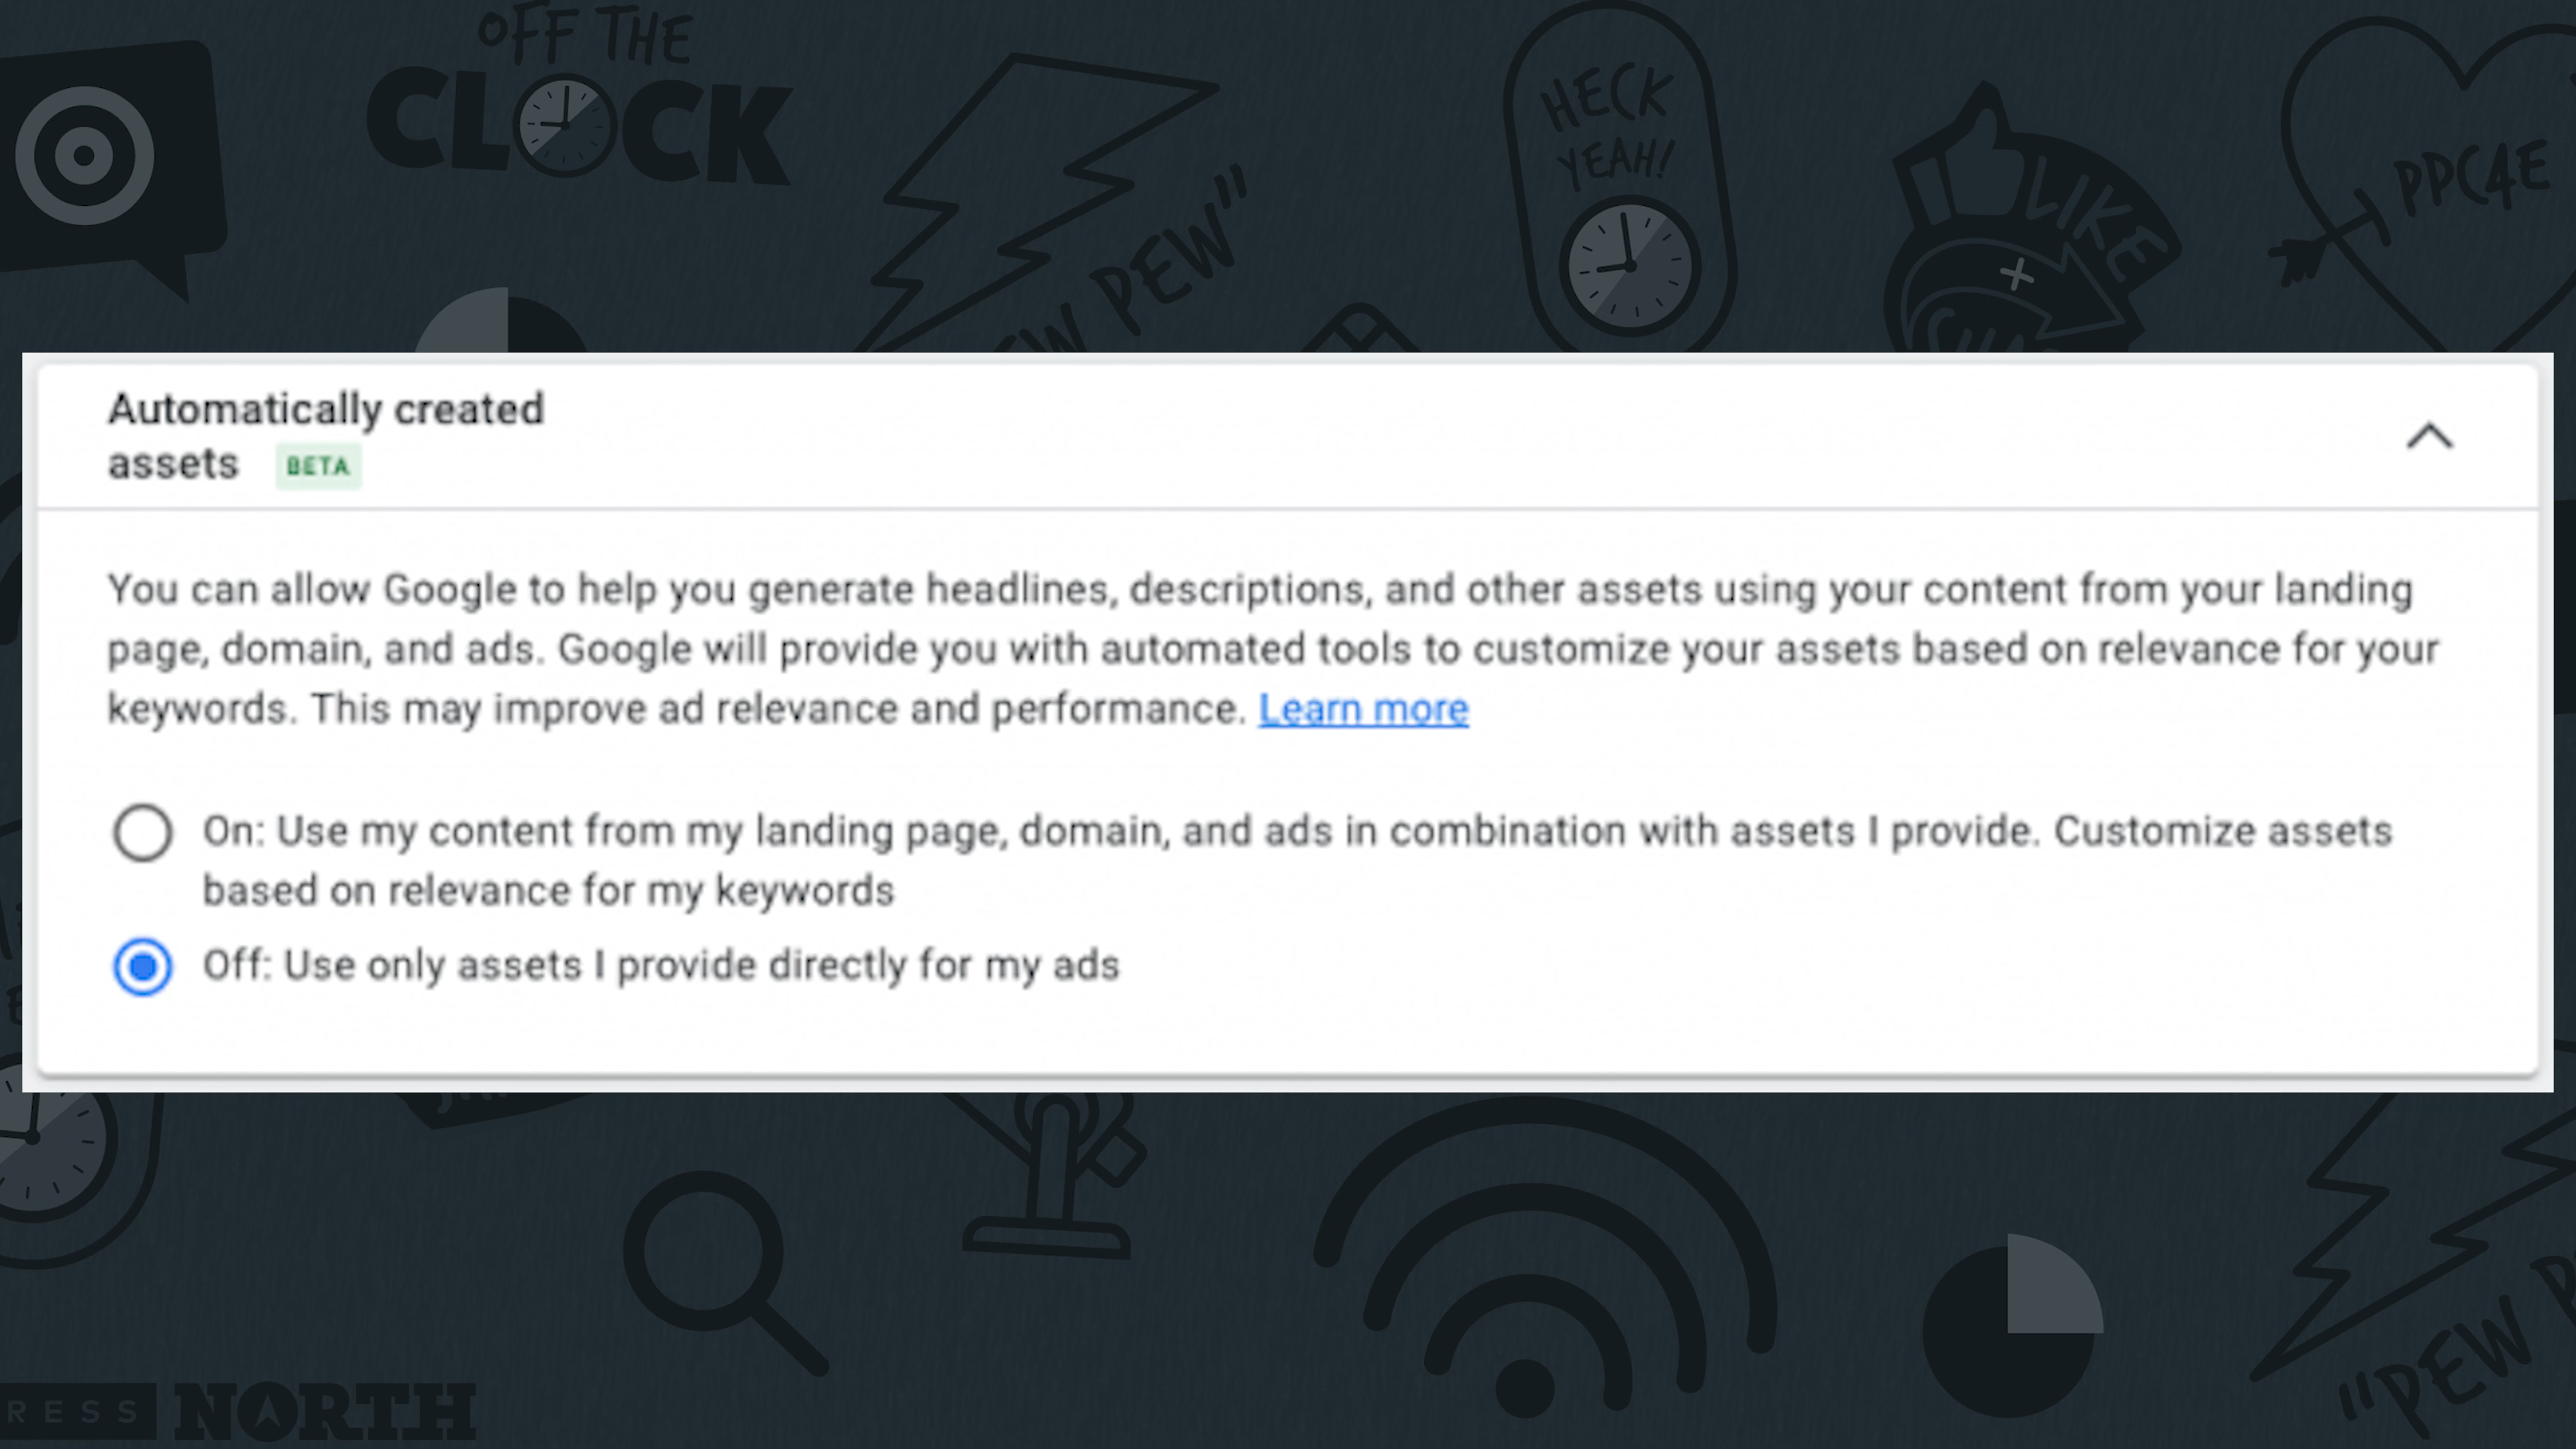 OFF THE
CLOCK
HECK
YEAH!
LIKE
PPC4E
PEW"
Automatically created
assets BETA
You can allow Google to help you generate headlines, descriptions, and other assets using your content from your landing
page, domain, and ads. Google will provide you with automated tools to customize your assets based on relevance for your
keywords. This may improve ad relevance and performance. Learn more
On: Use my content from my landing page, domain, and ads in combination with assets I provide. Customize assets
based on relevance for my keywords
Off: Use only assets I provide directly for my ads
"PEW
RESS NORTH